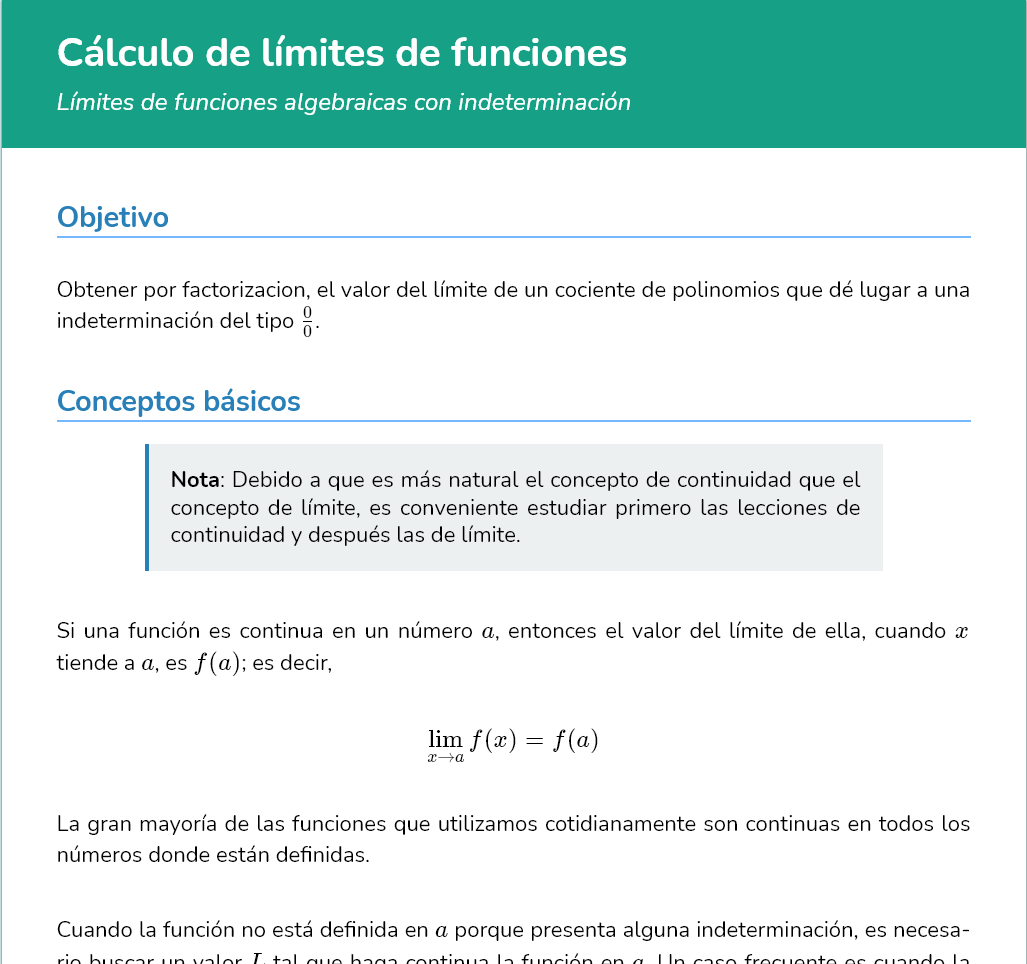 Cálculo de límites de funciones
Límites de funciones algebraicas con indeterminación
Objetivo
Obtener por factorizacion, el valor del límite de un cociente de polinomios que dé lugar a una
indeterminación del tipo 0/0.
Conceptos básicos
Nota: Debido a que es más natural el concepto de continuidad que el
concepto de límite, es conveniente estudiar primero las lecciones de
continuidad y después las de límite.
Si una función es continua en un número a, entonces el valor del límite de ella, cuando x
tiende a a, es f(a); es decir,
lim x→a f(x) = f(a)
La gran mayoría de las funciones que utilizamos cotidianamente son continuas en todos los
números donde están definidas.
Cuando la función no está definida en a porque presenta alguna indeterminación, es necesa-
rio buscar un valor L tal que haga continua la función en a. Un caso frecuente es cuando la